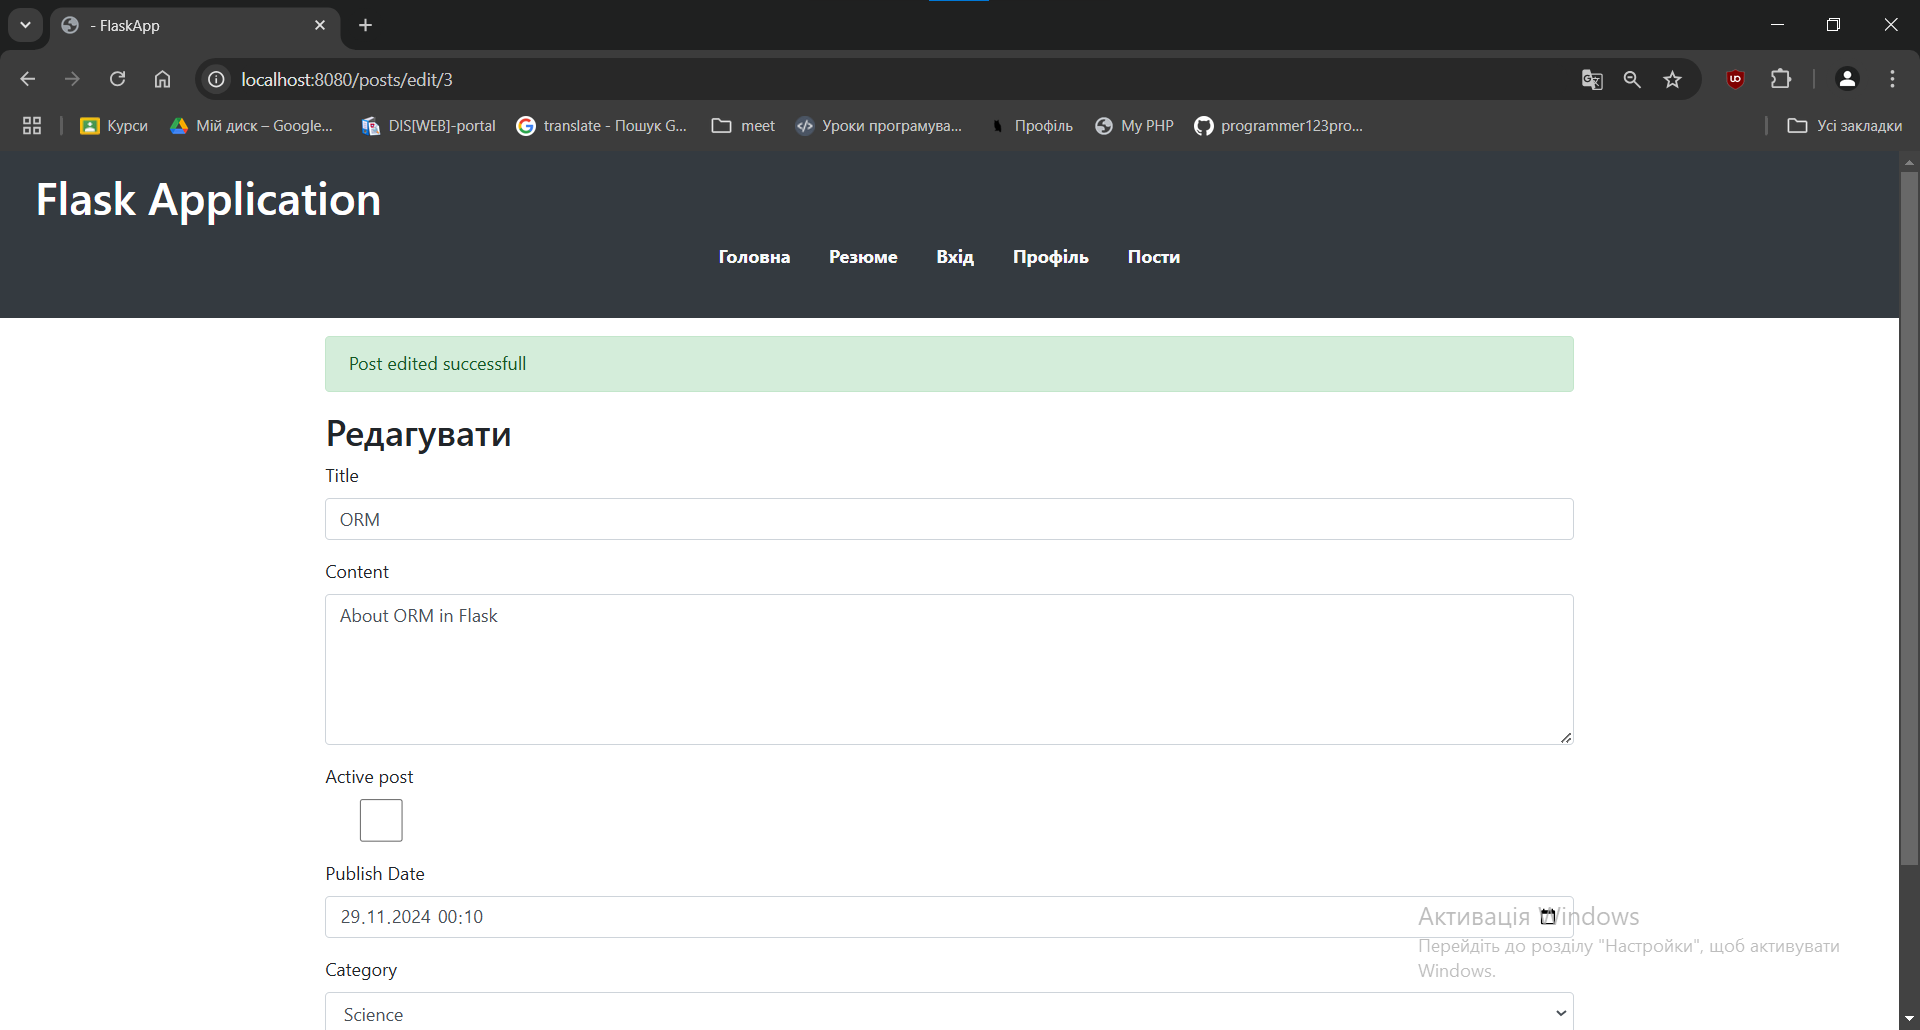 - FlaskApp
localhost:8080/posts/edit/3
Курси
Мій диск – Google...
DIS[WEB]-portal
translate - Пошук G...
meet
Уроки програмува...
Профіль
My PHP
programmer123pro...
Усі закладки
Flask Application
Головна Резюме Вхід Профіль Пости
Post edited successfull
Редагувати
Title
ORM
Content
About ORM in Flask
Active post
Publish Date
29.11.2024 00:10
Активація Windows
Перейдіть до розділу "Настройки", щоб активувати
Windows.
Category
Science